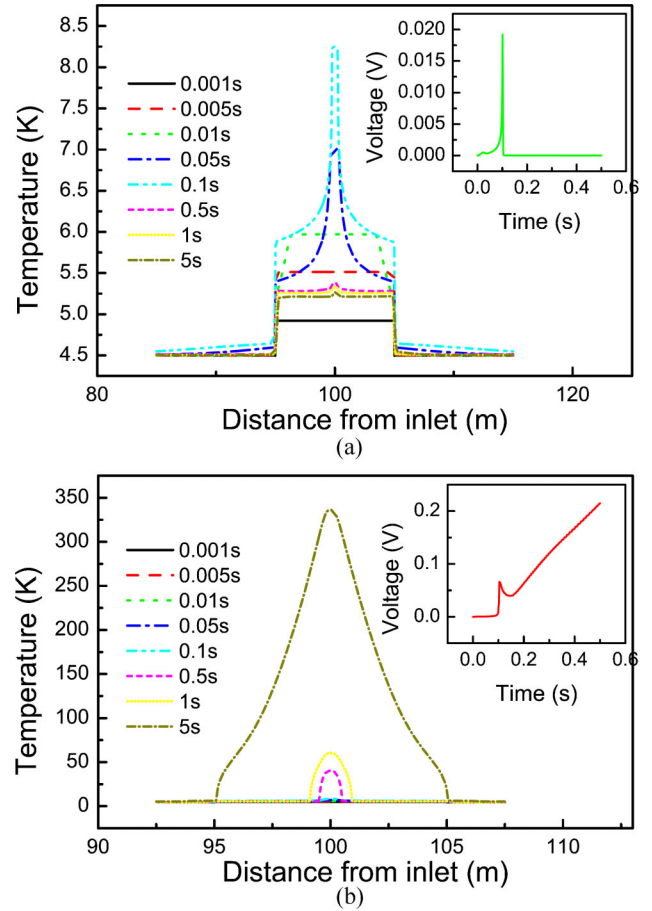 8.5
8.0
7.5
7.0
6.5
6.0
5.5
5.0
4.5
Temperature (K)
0.001s
0.005s
0.01s
0.05s
0.1s
0.5s
1s
5s
0.020
0.015
0.010
0.005
0.000
Voltage (V)
0.0 0.2 0.4 0.6
Time (s)
80 100 120
Distance from inlet (m)
(a)
350
300
250
200
150
100
50
0
Temperature (K)
0.001s
0.005s
0.01s
0.05s
0.1s
0.5s
1s
5s
0.2
0.1
0.0
Voltage (V)
0.0 0.2 0.4 0.6
Time (s)
90 95 100 105 110
Distance from inlet (m)
(b)